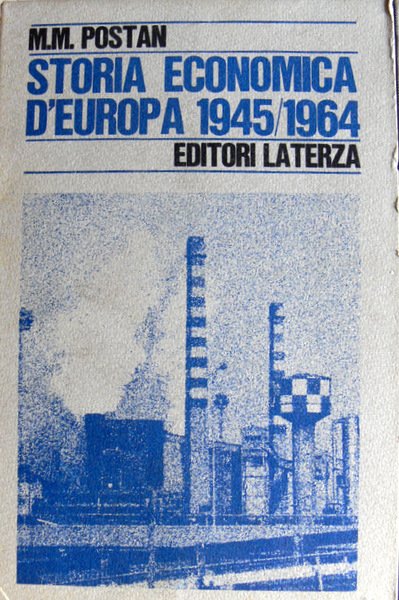 M.M. POSTAN
STORIA ECONOMICA
D'EUROPA 1945/1964
EDITORI LATERZA